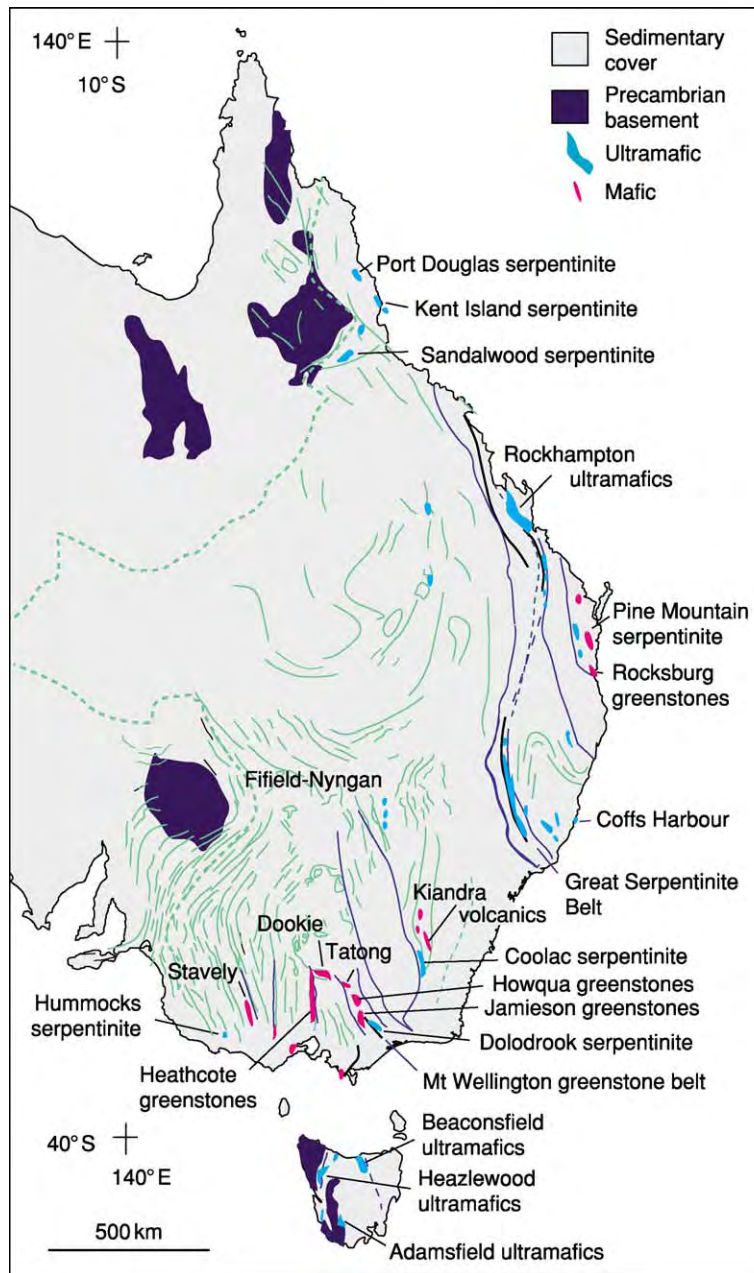 140° E
10° S
Sedimentary
cover
Precambrian
basement
Ultramafic
Mafic
Port Douglas serpentinite
Kent Island serpentinite
Sandalwood serpentinite
Rockhampton
ultramafics
Pine Mountain
serpentinite
Rocksburg
greenstones
Fifield-Nyngan
Coffs Harbour
Great Serpentinite
Belt
Kiandra
volcanics
Dookie
Tatong
Coolac serpentinite
Stavely
Howqua greenstones
Jamieson greenstones
Hummocks
serpentinite
Dolodrook serpentinite
Heathcote
greenstones
Mt Wellington greenstone belt
Beaconsfield
ultramafics
40° S
140° E
Heazlewood
ultramafics
500 km
Adamsfield ultramafics